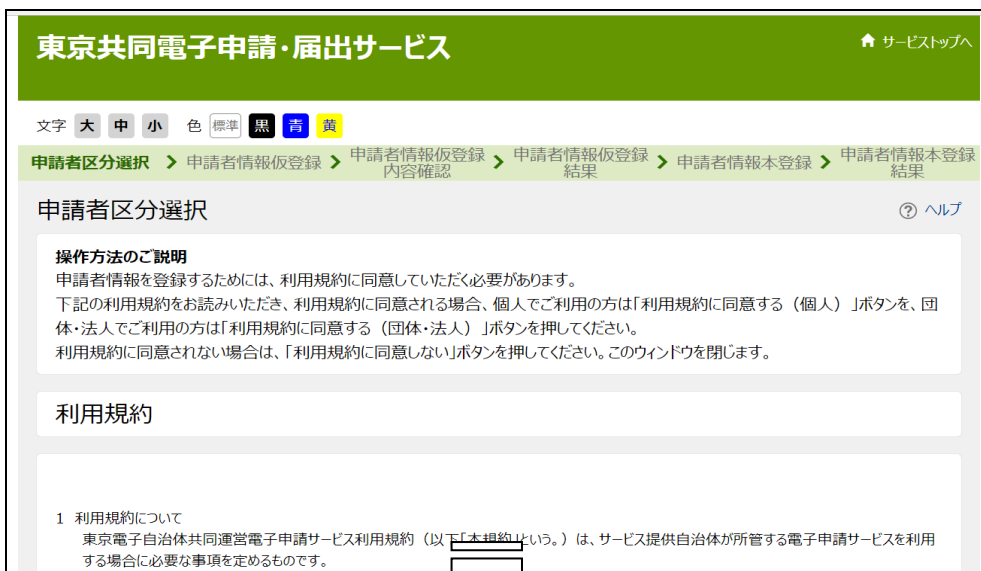 東京共同電子申請・届出サービス
サービストップへ
文字 大 中 小 色 標準 黒 青 黄
申請者区分選択 > 申請者情報仮登録 > 申請者情報仮登録内容確認 > 申請者情報仮登録結果 > 申請者情報本登録 > 申請者情報本登録結果
申請者区分選択
? ヘルプ
操作方法のご説明
申請者情報を登録するためには、利用規約に同意していただく必要があります。
下記の利用規約をお読みいただき、利用規約に同意される場合、個人でご利用の方は「利用規約に同意する（個人）」ボタンを、団
体・法人でご利用の方は「利用規約に同意する（団体・法人）」ボタンを押してください。
利用規約に同意されない場合は、「利用規約に同意しない」ボタンを押してください。このウィンドウを閉じます。
利用規約
1 利用規約について
東京電子自治体共同運営電子申請サービス利用規約（以下「本規約」という。）は、サービス提供自治体が所管する電子申請サービスを利用
する場合に必要な事項を定めるものです。